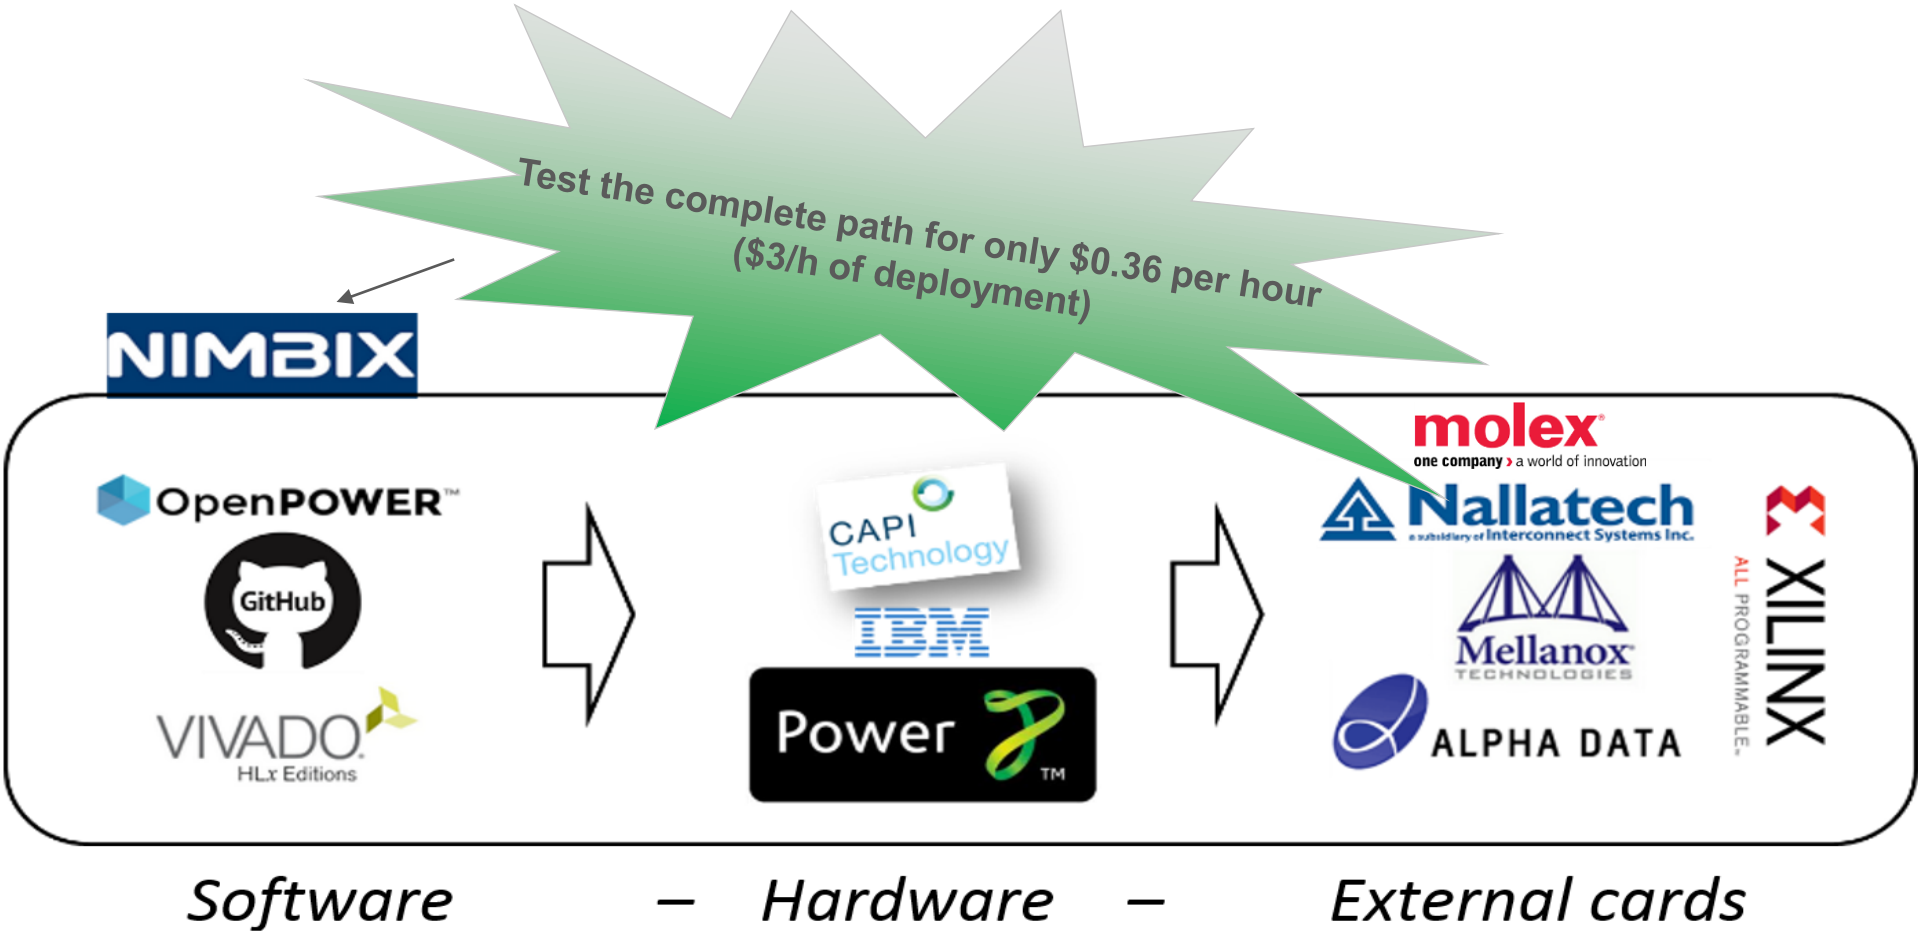 Test the complete path for only $0.36 per hour
($3/h of deployment)
NIMBIX
OpenPOWER™
GitHub
VIVADO.
HLx Editions
CAPI
Technology
IBM
Power
TM
molex®
one company › a world of innovation
Nallatech
a subsidiary of Interconnect Systems Inc.
Mellanox
TECHNOLOGIES
ALPHA DATA
XILINX
ALL PROGRAMMABLE™
Software – Hardware – External cards